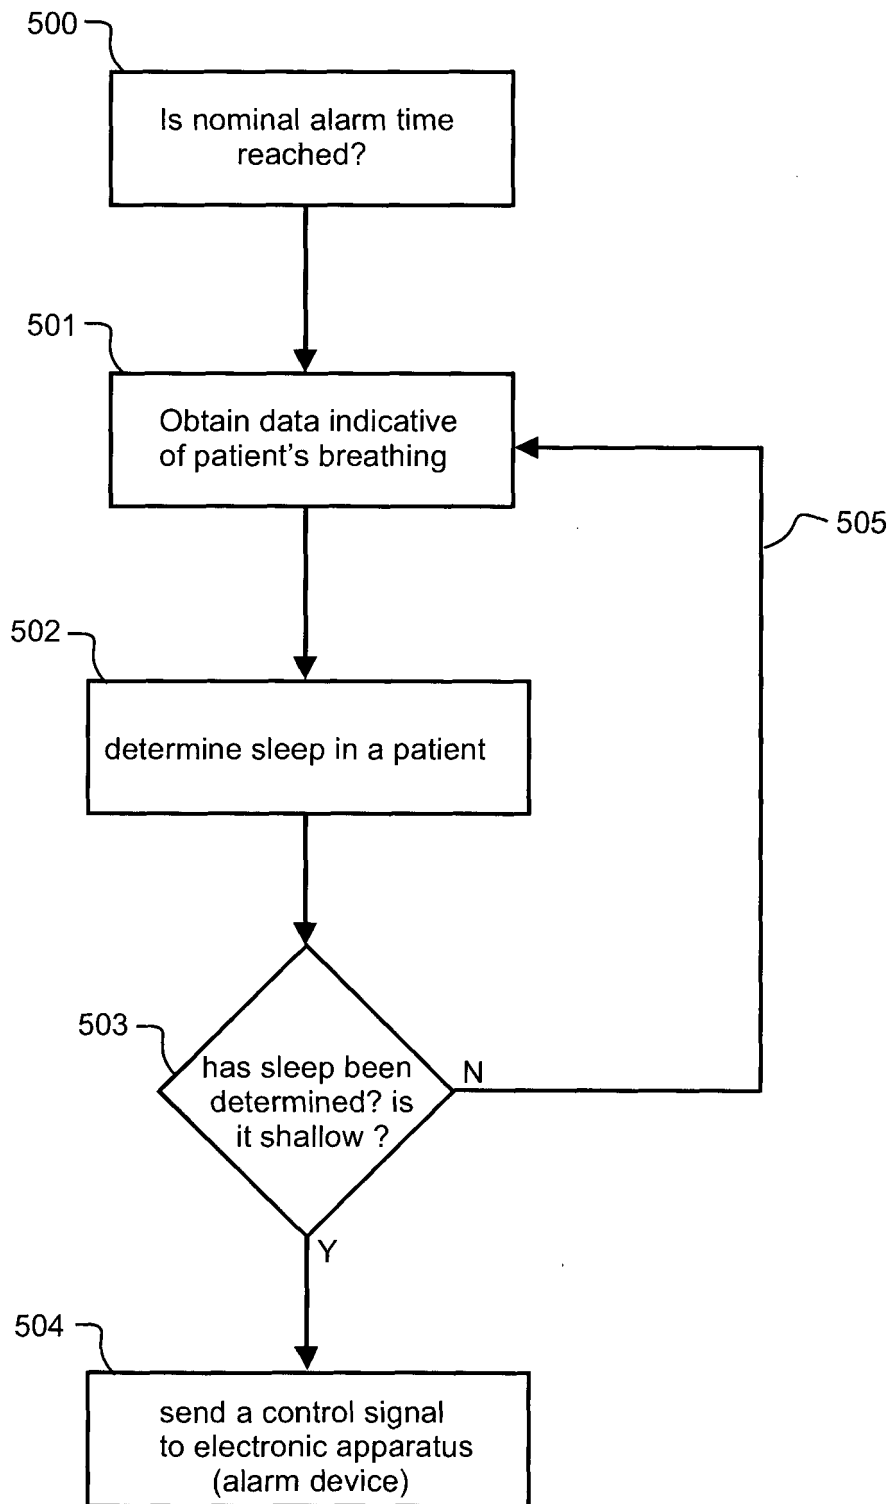 500
Is nominal alarm time
reached?
501
Obtain data indicative
of patient's breathing
505
502
determine sleep in a patient
503
has sleep been
determined? is
it shallow ?
N
Y
504
send a control signal
to electronic apparatus
(alarm device)